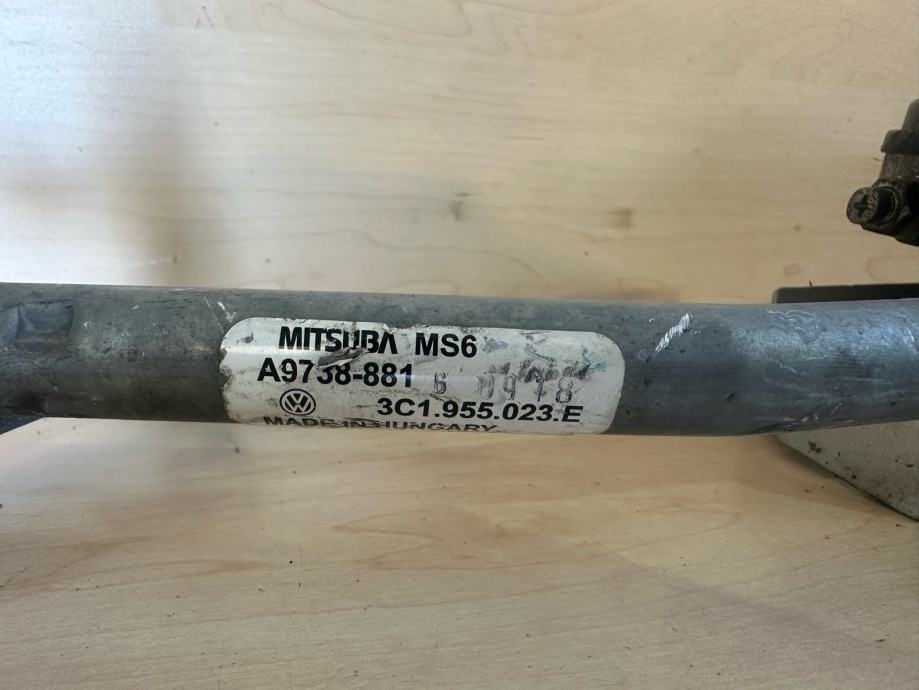 MITSUBA MS6
A9738-881
3C1.955.023.E
MADE IN HUNGARY